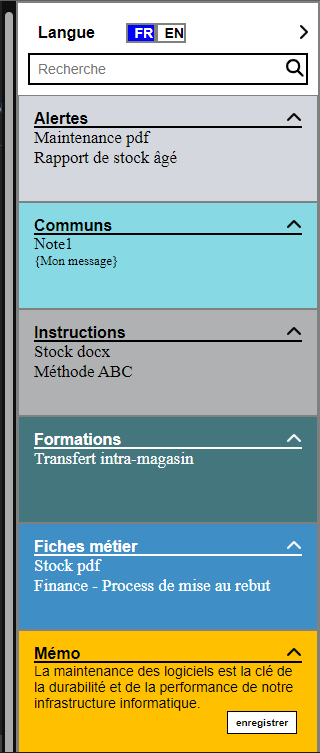 Langue FR EN
Recherche
Alertes
Maintenance pdf
Rapport de stock âgé
Communs
Note1
{Mon message}
Instructions
Stock docx
Méthode ABC
Formations
Transfert intra-magasin
Fiches métier
Stock pdf
Finance - Process de mise au rebut
Mémo
La maintenance des logiciels est la clé de
la durabilité et de la performance de notre
infrastructure informatique.
enregistrer